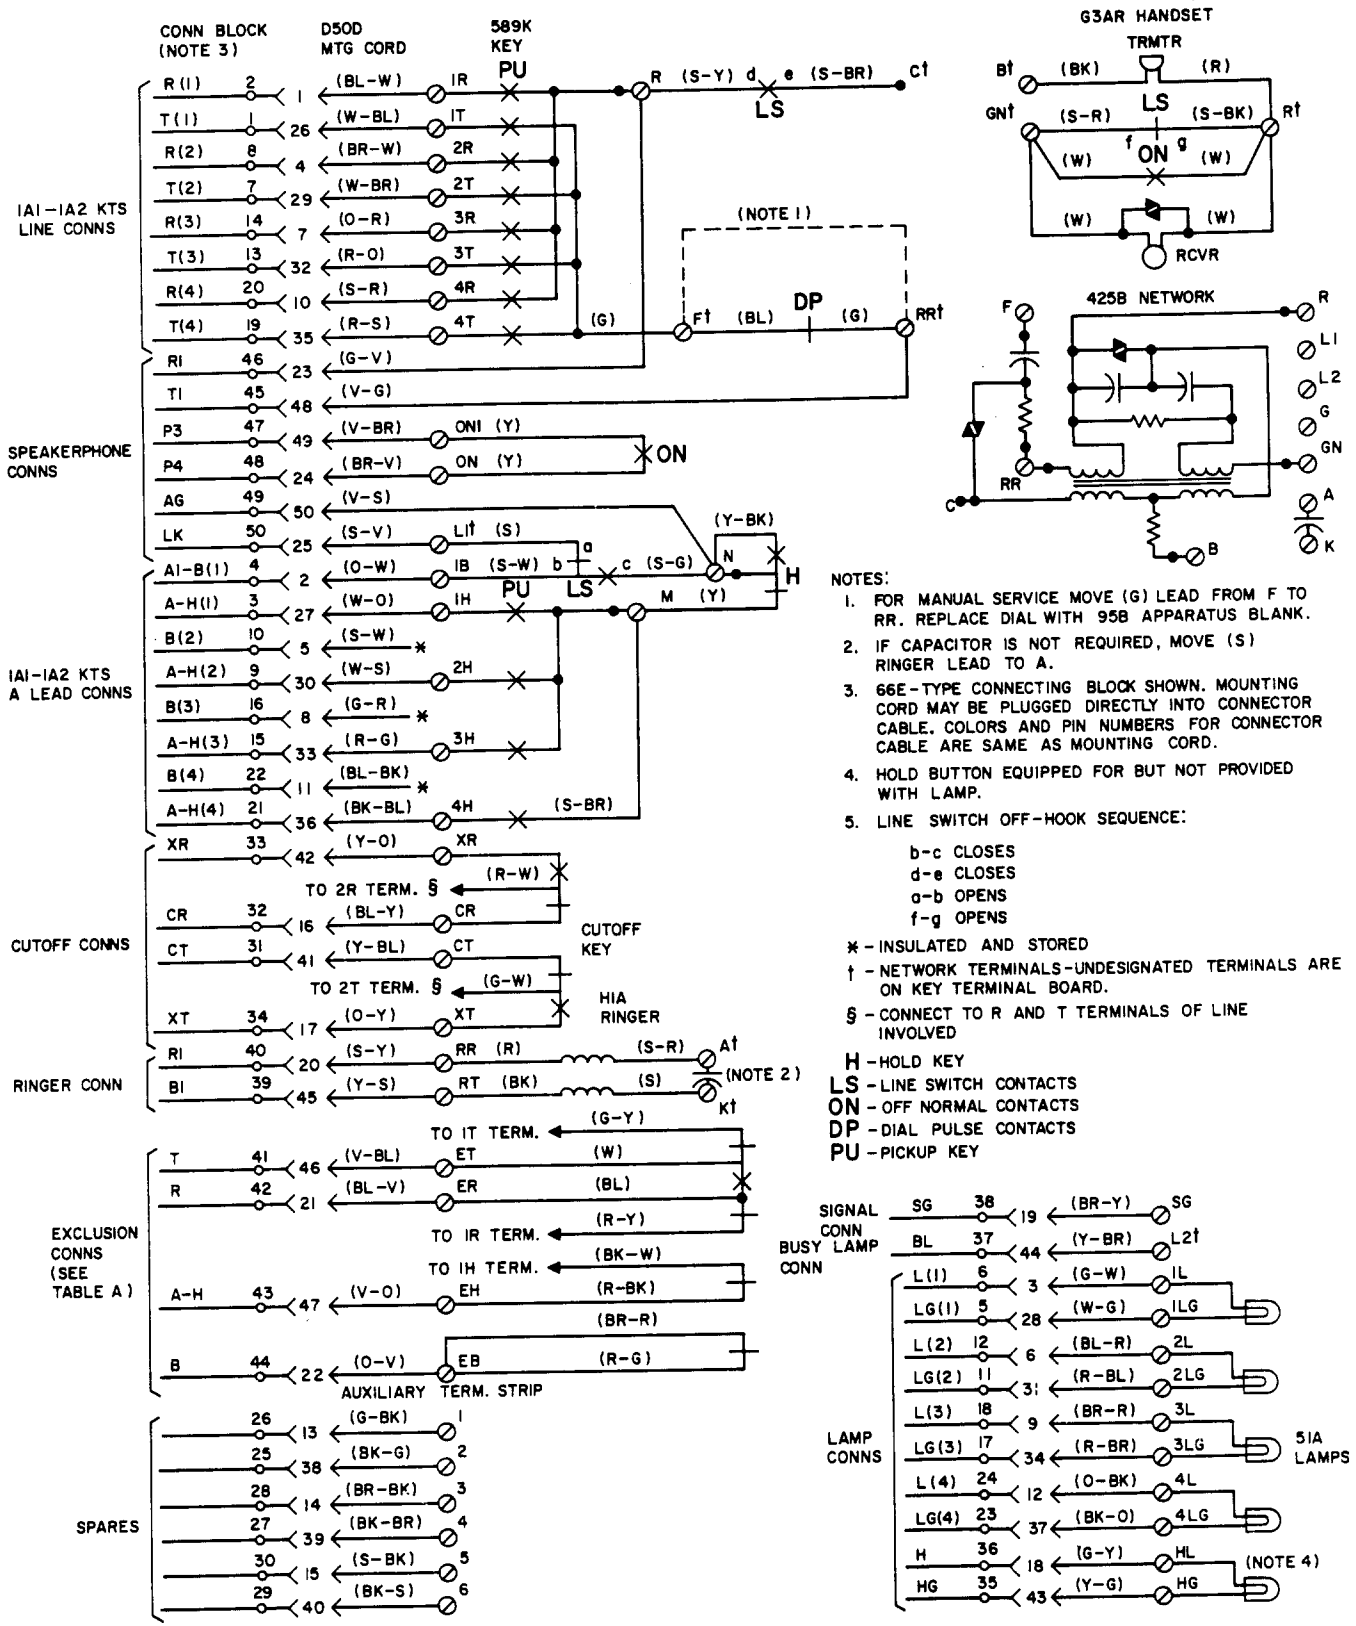 CONN BLOCK
(NOTE 3)
D50D
MTG CORD
589K
KEY
PU
1A1-1A2 KTS
LINE CONNS
R(1) 2 1 (BL-W) 1R
R (S-Y) d e (S-BR) C†
LS
T(1) 1 26 (W-BL) 1T
R(2) 8 4 (BR-W) 2R
T(2) 7 29 (W-BR) 2T
R(3) 14 7 (O-R) 3R
T(3) 13 32 (R-O) 3T
R(4) 20 10 (S-R) 4R
T(4) 19 35 (R-S) 4T (G) F† (BL) DP (G) RR†
(NOTE 1)
SPEAKERPHONE
CONNS
R1 46 23 (G-V)
T1 45 48 (V-G)
P3 47 49 (V-BR) ON1 (Y)
ON
P4 48 24 (BR-V) ON (Y)
AG 49 50 (V-S)
LK 50 25 (S-V) L1† (S) a
(Y-BK)
1A1-1A2 KTS
A LEAD CONNS
A1-B(1) 4 2 (O-W) 1B (S-W) b LS c (S-G) N H
PU
A-H(1) 3 27 (W-O) 1H M (Y)
B(2) 10 5 (S-W) *
A-H(2) 9 30 (W-S) 2H
B(3) 16 8 (G-R) *
A-H(3) 15 33 (R-G) 3H
B(4) 22 11 (BL-BK) *
A-H(4) 21 36 (BK-BL) 4H (S-BR)
CUTOFF CONNS
XR 33 42 (Y-O) XR
TO 2R TERM. § (R-W)
CR 32 16 (BL-Y) CR
CUTOFF
KEY
CT 31 41 (Y-BL) CT
TO 2T TERM. § (G-W)
XT 34 17 (O-Y) XT
H1A
RINGER
RINGER CONN
R1 40 20 (S-Y) RR (R) (S-R) A†
(NOTE 2)
B1 39 45 (Y-S) RT (BK) (S) K†
EXCLUSION
CONNS
(SEE
TABLE A)
TO 1T TERM. (G-Y)
T 41 46 (V-BL) ET (W)
R 42 21 (BL-V) ER (BL)
TO 1R TERM. (R-Y)
TO 1H TERM. (BK-W)
A-H 43 47 (V-O) EH (R-BK)
(BR-R)
B 44 22 (O-V) EB (R-G)
AUXILIARY TERM. STRIP
SPARES
26 13 (G-BK) 1
25 38 (BK-G) 2
28 14 (BR-BK) 3
27 39 (BK-BR) 4
30 15 (S-BK) 5
29 40 (BK-S) 6
G3AR HANDSET
TRMTR
B† (BK) (R)
LS
GN† (S-R) (S-BK) R†
f ON g
(W) (W)
(W) (W)
RCVR
425B NETWORK
F
R
L1
L2
G
GN
RR
C
A
B
K
NOTES:
1. FOR MANUAL SERVICE MOVE (G) LEAD FROM F TO
RR. REPLACE DIAL WITH 95B APPARATUS BLANK.
2. IF CAPACITOR IS NOT REQUIRED, MOVE (S)
RINGER LEAD TO A.
3. 66E-TYPE CONNECTING BLOCK SHOWN. MOUNTING
CORD MAY BE PLUGGED DIRECTLY INTO CONNECTOR
CABLE. COLORS AND PIN NUMBERS FOR CONNECTOR
CABLE ARE SAME AS MOUNTING CORD.
4. HOLD BUTTON EQUIPPED FOR BUT NOT PROVIDED
WITH LAMP.
5. LINE SWITCH OFF-HOOK SEQUENCE:
b-c CLOSES
d-e CLOSES
a-b OPENS
f-g OPENS
* - INSULATED AND STORED
† - NETWORK TERMINALS-UNDESIGNATED TERMINALS ARE
ON KEY TERMINAL BOARD.
§ - CONNECT TO R AND T TERMINALS OF LINE
INVOLVED
H - HOLD KEY
LS - LINE SWITCH CONTACTS
ON - OFF NORMAL CONTACTS
DP - DIAL PULSE CONTACTS
PU - PICKUP KEY
SIGNAL
CONN
SG 38 19 (BR-Y) SG
BUSY LAMP
CONN
BL 37 44 (Y-BR) L2†
LAMP
CONNS
L(1) 6 3 (G-W) 1L
LG(1) 5 28 (W-G) 1LG
L(2) 12 6 (BL-R) 2L
LG(2) 11 31 (R-BL) 2LG
L(3) 18 9 (BR-R) 3L
LG(3) 17 34 (R-BR) 3LG
51A
LAMPS
L(4) 24 12 (O-BK) 4L
LG(4) 23 37 (BK-O) 4LG
H 36 18 (G-Y) HL
(NOTE 4)
HG 35 43 (Y-G) HG